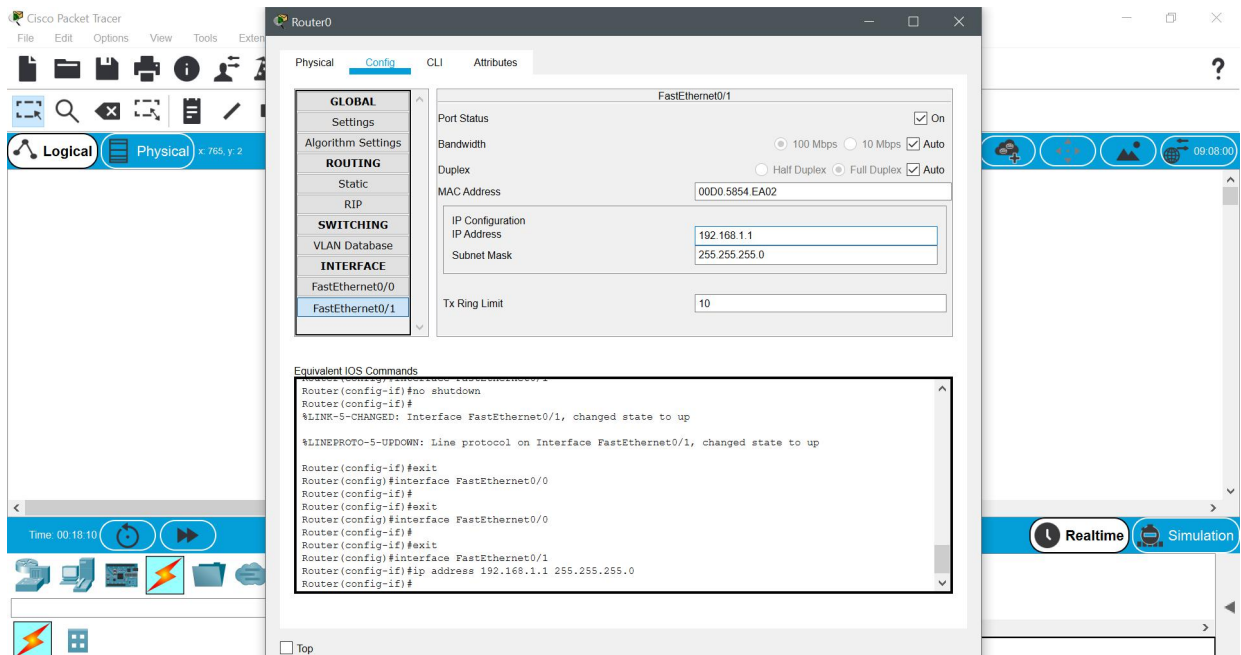 Cisco Packet Tracer
File Edit Options View Tools Exten
Router0
?
Logical
Physical x: 765, y: 2
09:08:00
Physical Config CLI Attributes
GLOBAL
Settings
Algorithm Settings
ROUTING
Static
RIP
SWITCHING
VLAN Database
INTERFACE
FastEthernet0/0
FastEthernet0/1
FastEthernet0/1
Port Status On
Bandwidth 100 Mbps 10 Mbps Auto
Duplex Half Duplex Full Duplex Auto
MAC Address 00D0.5854.EA02
IP Configuration
IP Address 192.168.1.1
Subnet Mask 255.255.255.0
Tx Ring Limit 10
Equivalent IOS Commands
Router(config)#interface FastEthernet0/1
Router(config-if)#no shutdown
Router(config-if)#
%LINK-5-CHANGED: Interface FastEthernet0/1, changed state to up
%LINEPROTO-5-UPDOWN: Line protocol on Interface FastEthernet0/1, changed state to up
Router(config-if)#exit
Router(config)#interface FastEthernet0/0
Router(config-if)#
Router(config-if)#exit
Router(config)#interface FastEthernet0/0
Router(config-if)#
Router(config-if)#exit
Router(config)#interface FastEthernet0/1
Router(config-if)#ip address 192.168.1.1 255.255.255.0
Router(config-if)#
Top
Time: 00:18:10
Realtime
Simulation